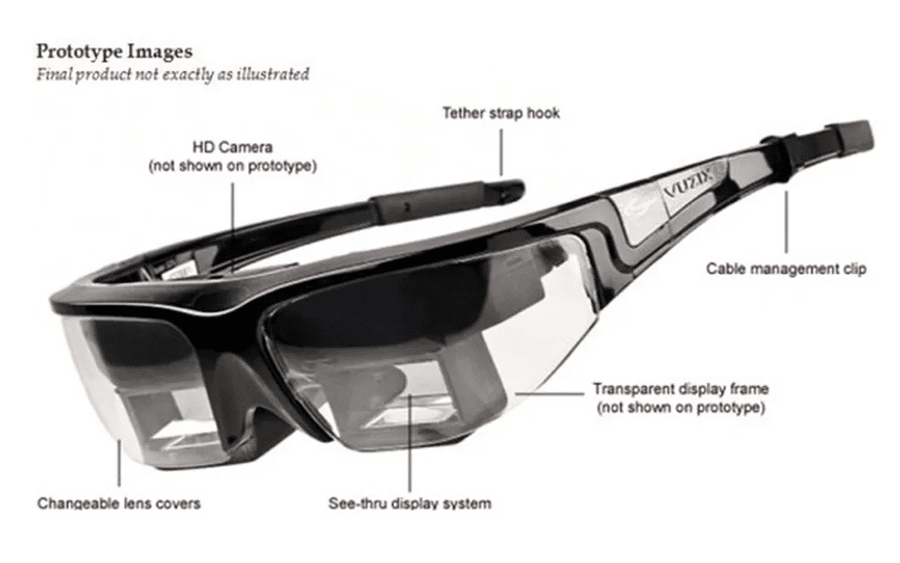 Prototype Images
Final product not exactly as illustrated
Tether strap hook
HD Camera
(not shown on prototype)
VUZIX
Cable management clip
Transparent display frame
(not shown on prototype)
Changeable lens covers
See-thru display system